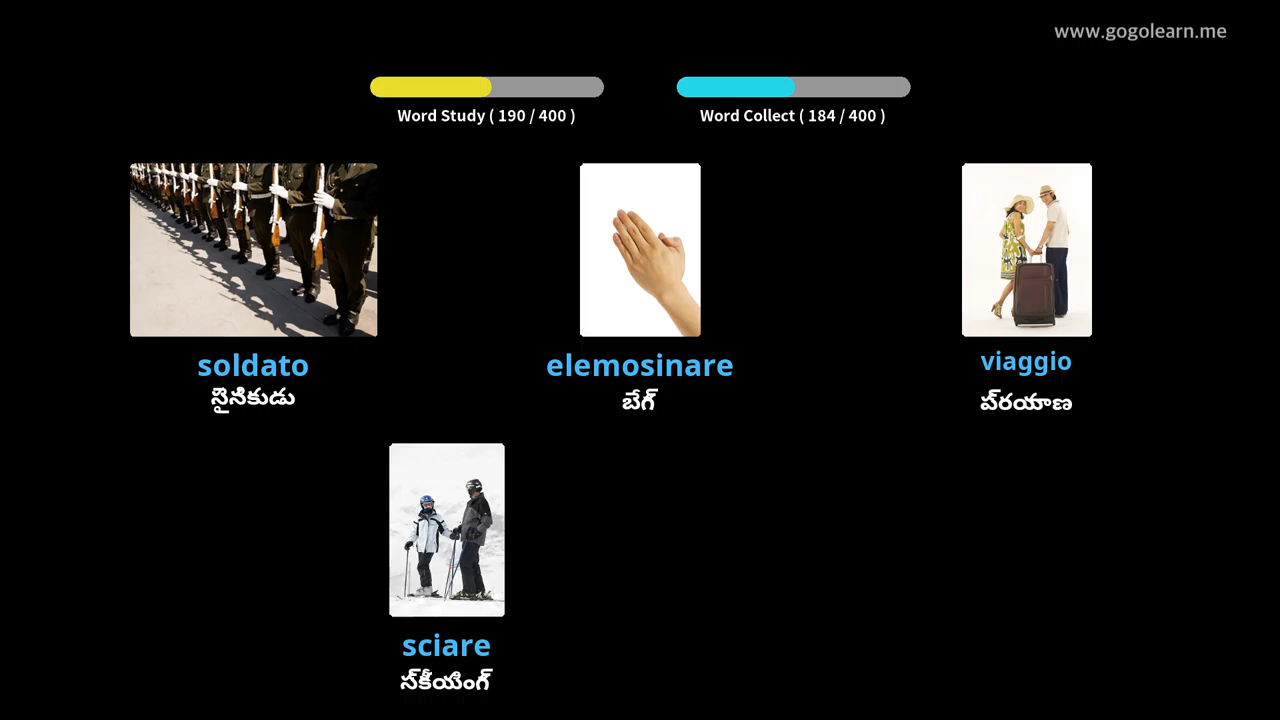 www.gogolearn.me
Word Study ( 190 / 400 )
Word Collect ( 184 / 400 )
soldato
సైనికుడు
elemosinare
బేగ్
viaggio
ప్రయాణ
sciare
స్కీయింగ్